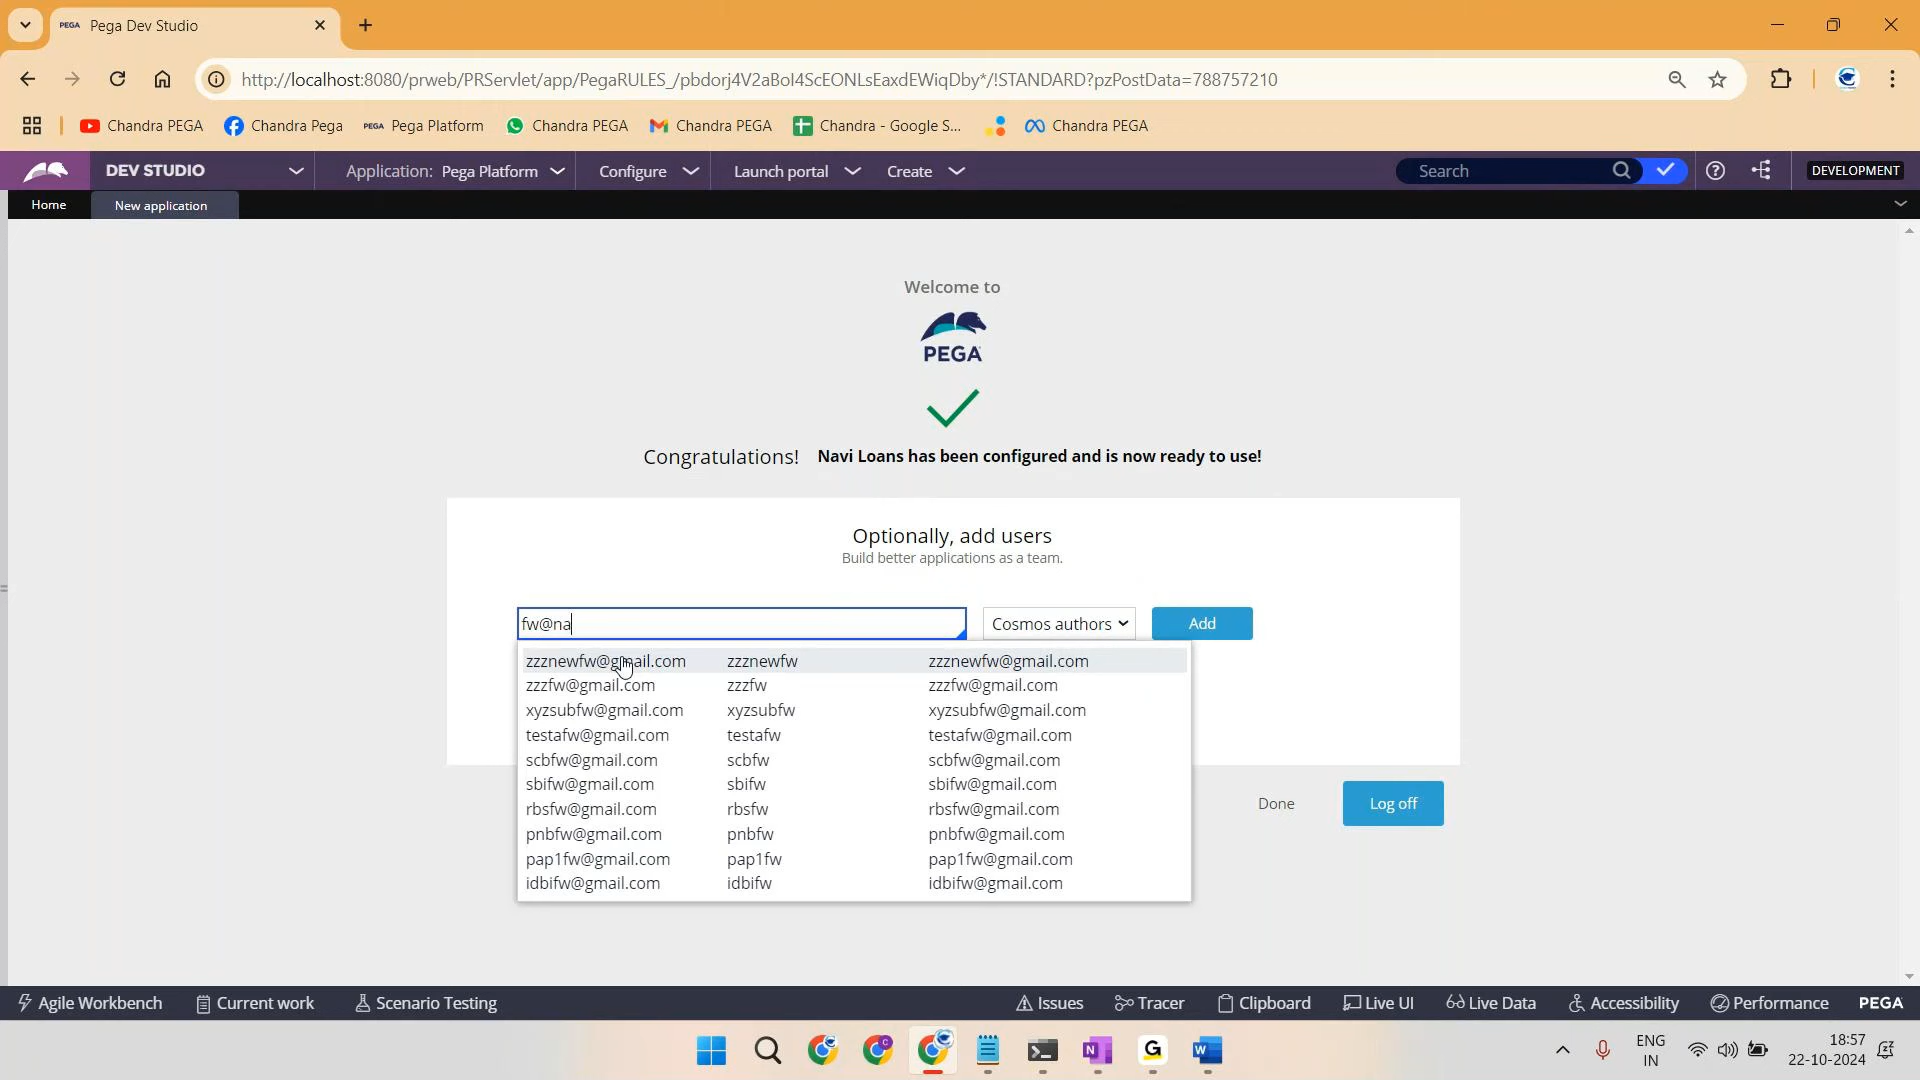 PEGA Pega Dev Studio
http://localhost:8080/prweb/PRServlet/app/PegaRULES_/pbdorj4V2aBoI4ScEONLsEaxdEWiqDby*/!STANDARD?pzPostData=788757210
Chandra PEGA Chandra Pega PEGA Pega Platform Chandra PEGA Chandra PEGA Chandra - Google S... Chandra PEGA
DEV STUDIO Application: Pega Platform Configure Launch portal Create Search DEVELOPMENT
Home New application
Welcome to
PEGA
Congratulations! Navi Loans has been configured and is now ready to use!
Optionally, add users
Build better applications as a team.
fw@na Cosmos authors Add
zzznewfw@gmail.com zzznewfw zzznewfw@gmail.com
zzzfw@gmail.com zzzfw zzzfw@gmail.com
xyzsubfw@gmail.com xyzsubfw xyzsubfw@gmail.com
testafw@gmail.com testafw testafw@gmail.com
scbfw@gmail.com scbfw scbfw@gmail.com
sbifw@gmail.com sbifw sbifw@gmail.com
rbsfw@gmail.com rbsfw rbsfw@gmail.com
pnbfw@gmail.com pnbfw pnbfw@gmail.com
pap1fw@gmail.com pap1fw pap1fw@gmail.com
idbifw@gmail.com idbifw idbifw@gmail.com
Done Log off
Agile Workbench Current work Scenario Testing Issues Tracer Clipboard Live UI Live Data Accessibility Performance PEGA
ENG 18:57
IN 22-10-2024